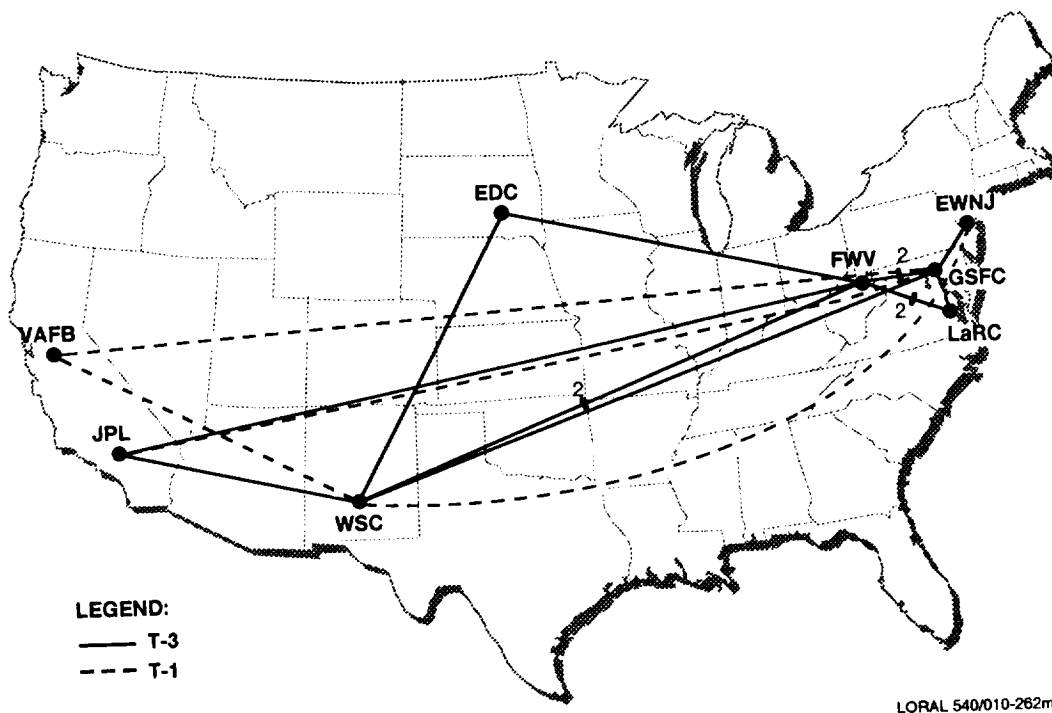 EDC
EWNJ
FWV
2
GSFC
2
LaRC
VAFB
2
JPL
WSC
LEGEND:
T-3
T-1
LORAL 540/010-262m